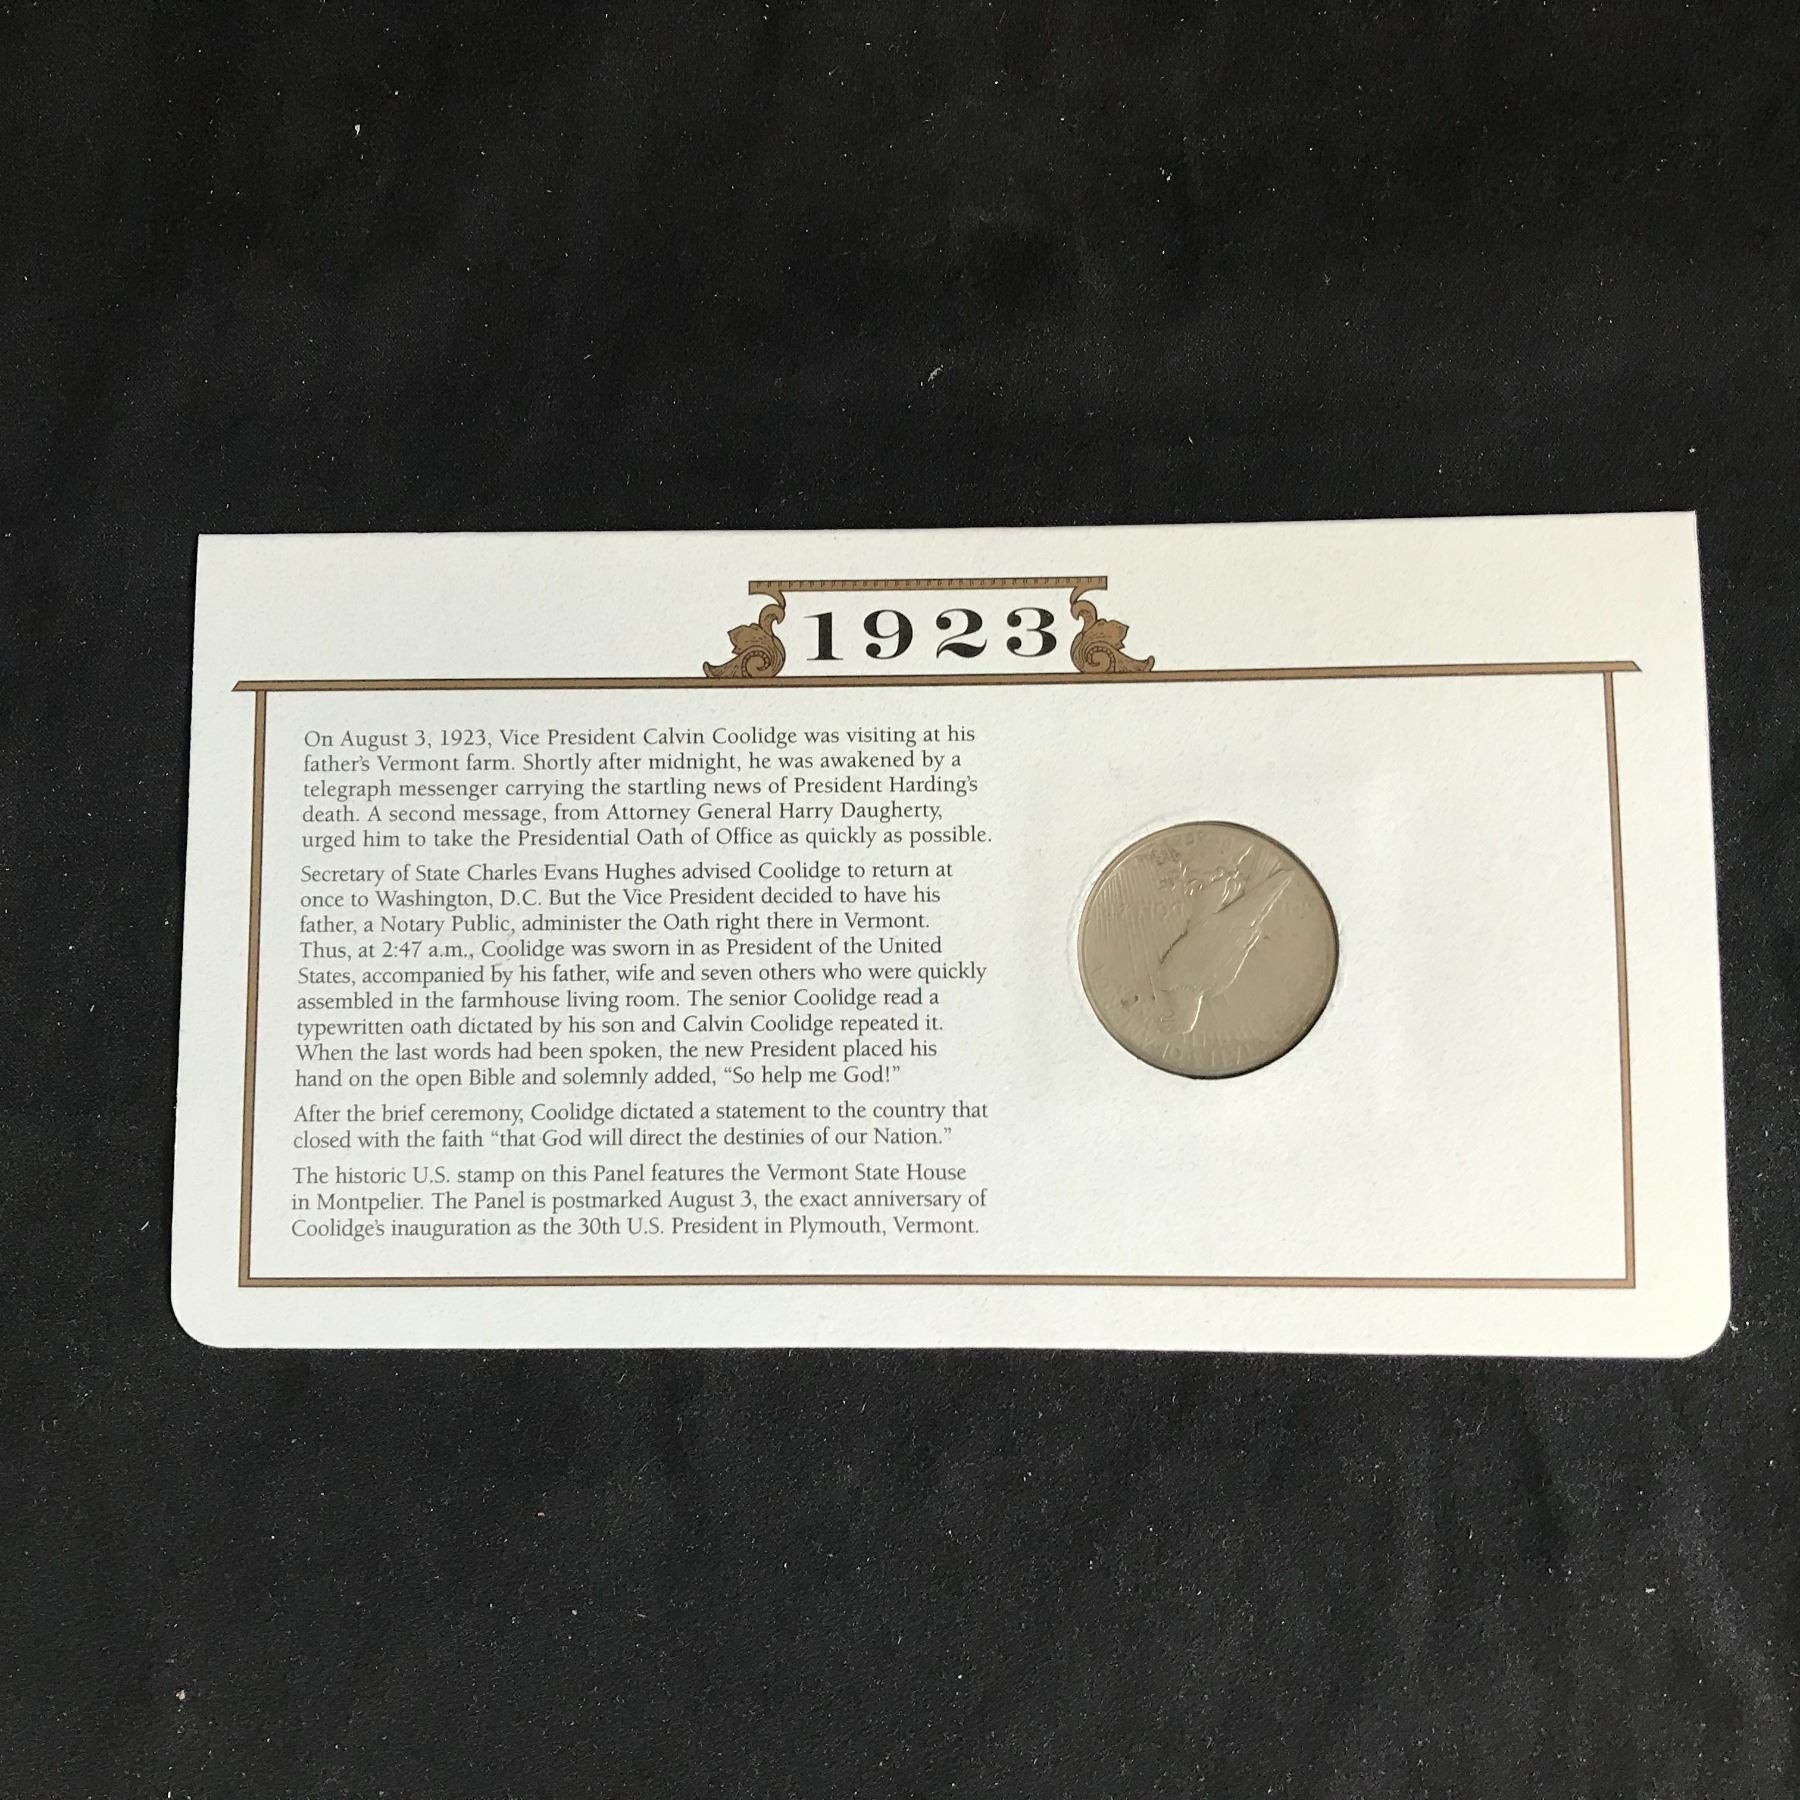 1923
On August 3, 1923, Vice President Calvin Coolidge was visiting at his
father's Vermont farm. Shortly after midnight, he was awakened by a
telegraph messenger carrying the startling news of President Harding's
death. A second message, from Attorney General Harry Daugherty,
urged him to take the Presidential Oath of Office as quickly as possible.
Secretary of State Charles Evans Hughes advised Coolidge to return at
once to Washington, D.C. But the Vice President decided to have his
father, a Notary Public, administer the Oath right there in Vermont.
Thus, at 2:47 a.m., Coolidge was sworn in as President of the United
States, accompanied by his father, wife and seven others who were quickly
assembled in the farmhouse living room. The senior Coolidge read a
typewritten oath dictated by his son and Calvin Coolidge repeated it.
When the last words had been spoken, the new President placed his
hand on the open Bible and solemnly added, “So help me God!”
After the brief ceremony, Coolidge dictated a statement to the country that
closed with the faith “that God will direct the destinies of our Nation.”
The historic U.S. stamp on this Panel features the Vermont State House
in Montpelier. The Panel is postmarked August 3, the exact anniversary of
Coolidge's inauguration as the 30th U.S. President in Plymouth, Vermont.